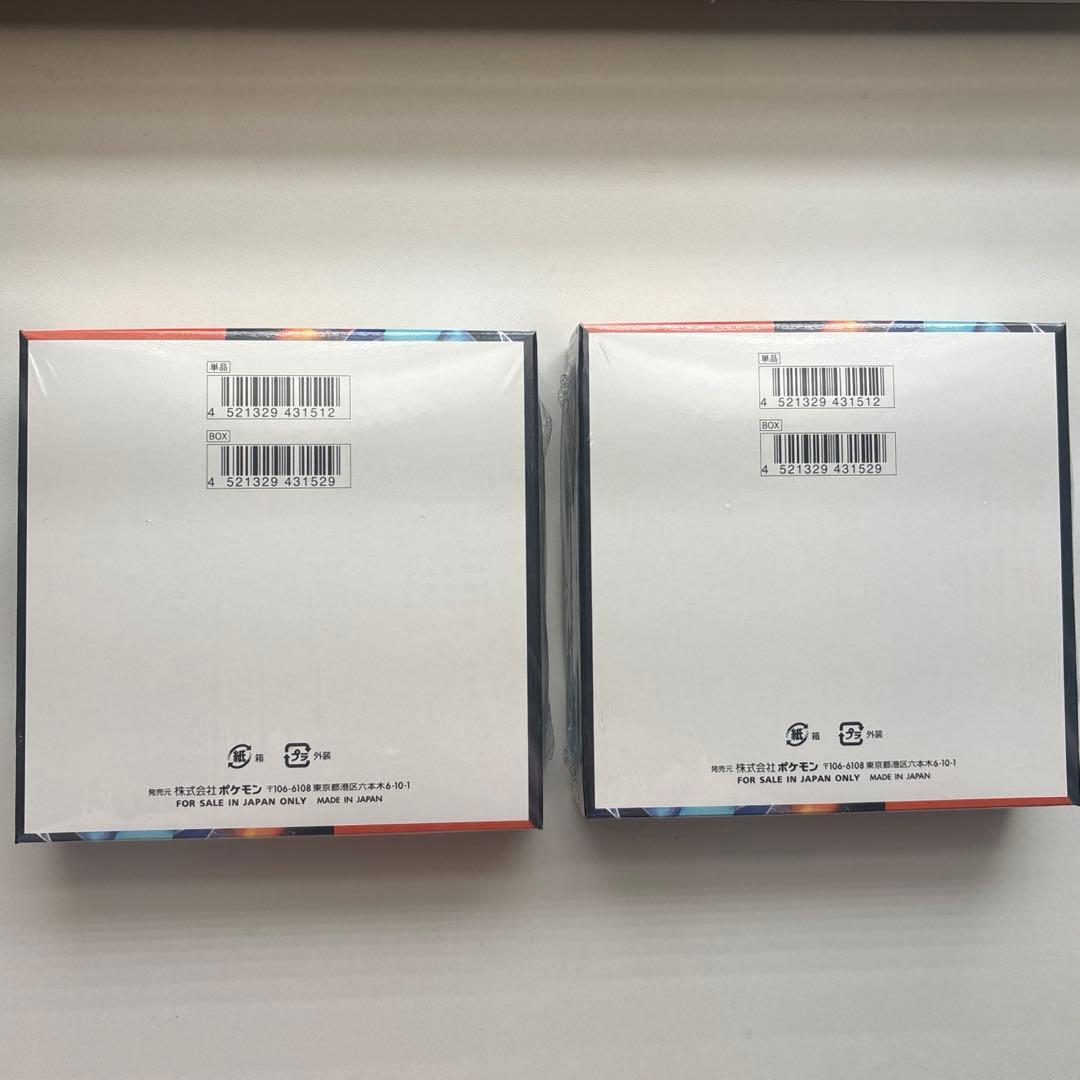 単品
4 521329 431512
BOX
4 521329 431529
紙 箱 プラ 外装
発売元 株式会社ポケモン 〒106-6108 東京都港区六本木6-10-1
FOR SALE IN JAPAN ONLY MADE IN JAPAN
単品
4 521329 431512
BOX
4 521329 431529
紙 箱 プラ 外装
発売元 株式会社ポケモン 〒106-6108 東京都港区六本木6-10-1
FOR SALE IN JAPAN ONLY MADE IN JAPAN